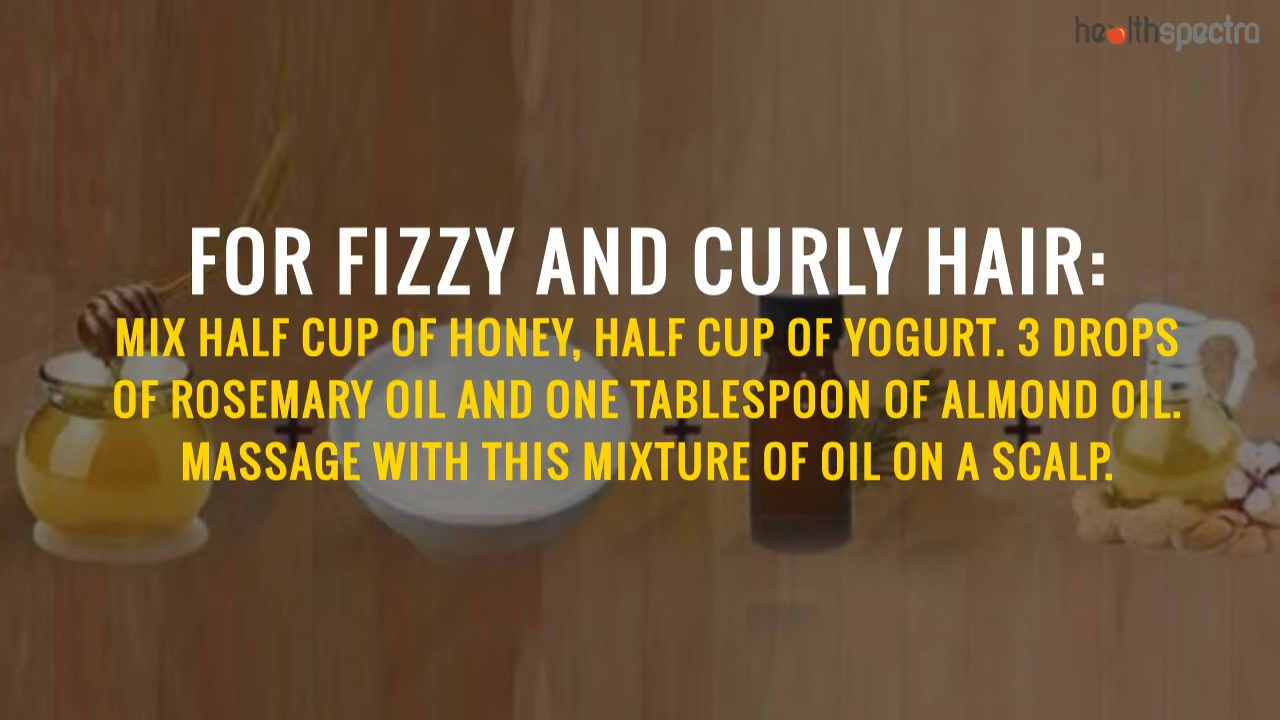 healthspectra
FOR FIZZY AND CURLY HAIR:
MIX HALF CUP OF HONEY, HALF CUP OF YOGURT. 3 DROPS
OF ROSEMARY OIL AND ONE TABLESPOON OF ALMOND OIL.
MASSAGE WITH THIS MIXTURE OF OIL ON A SCALP.